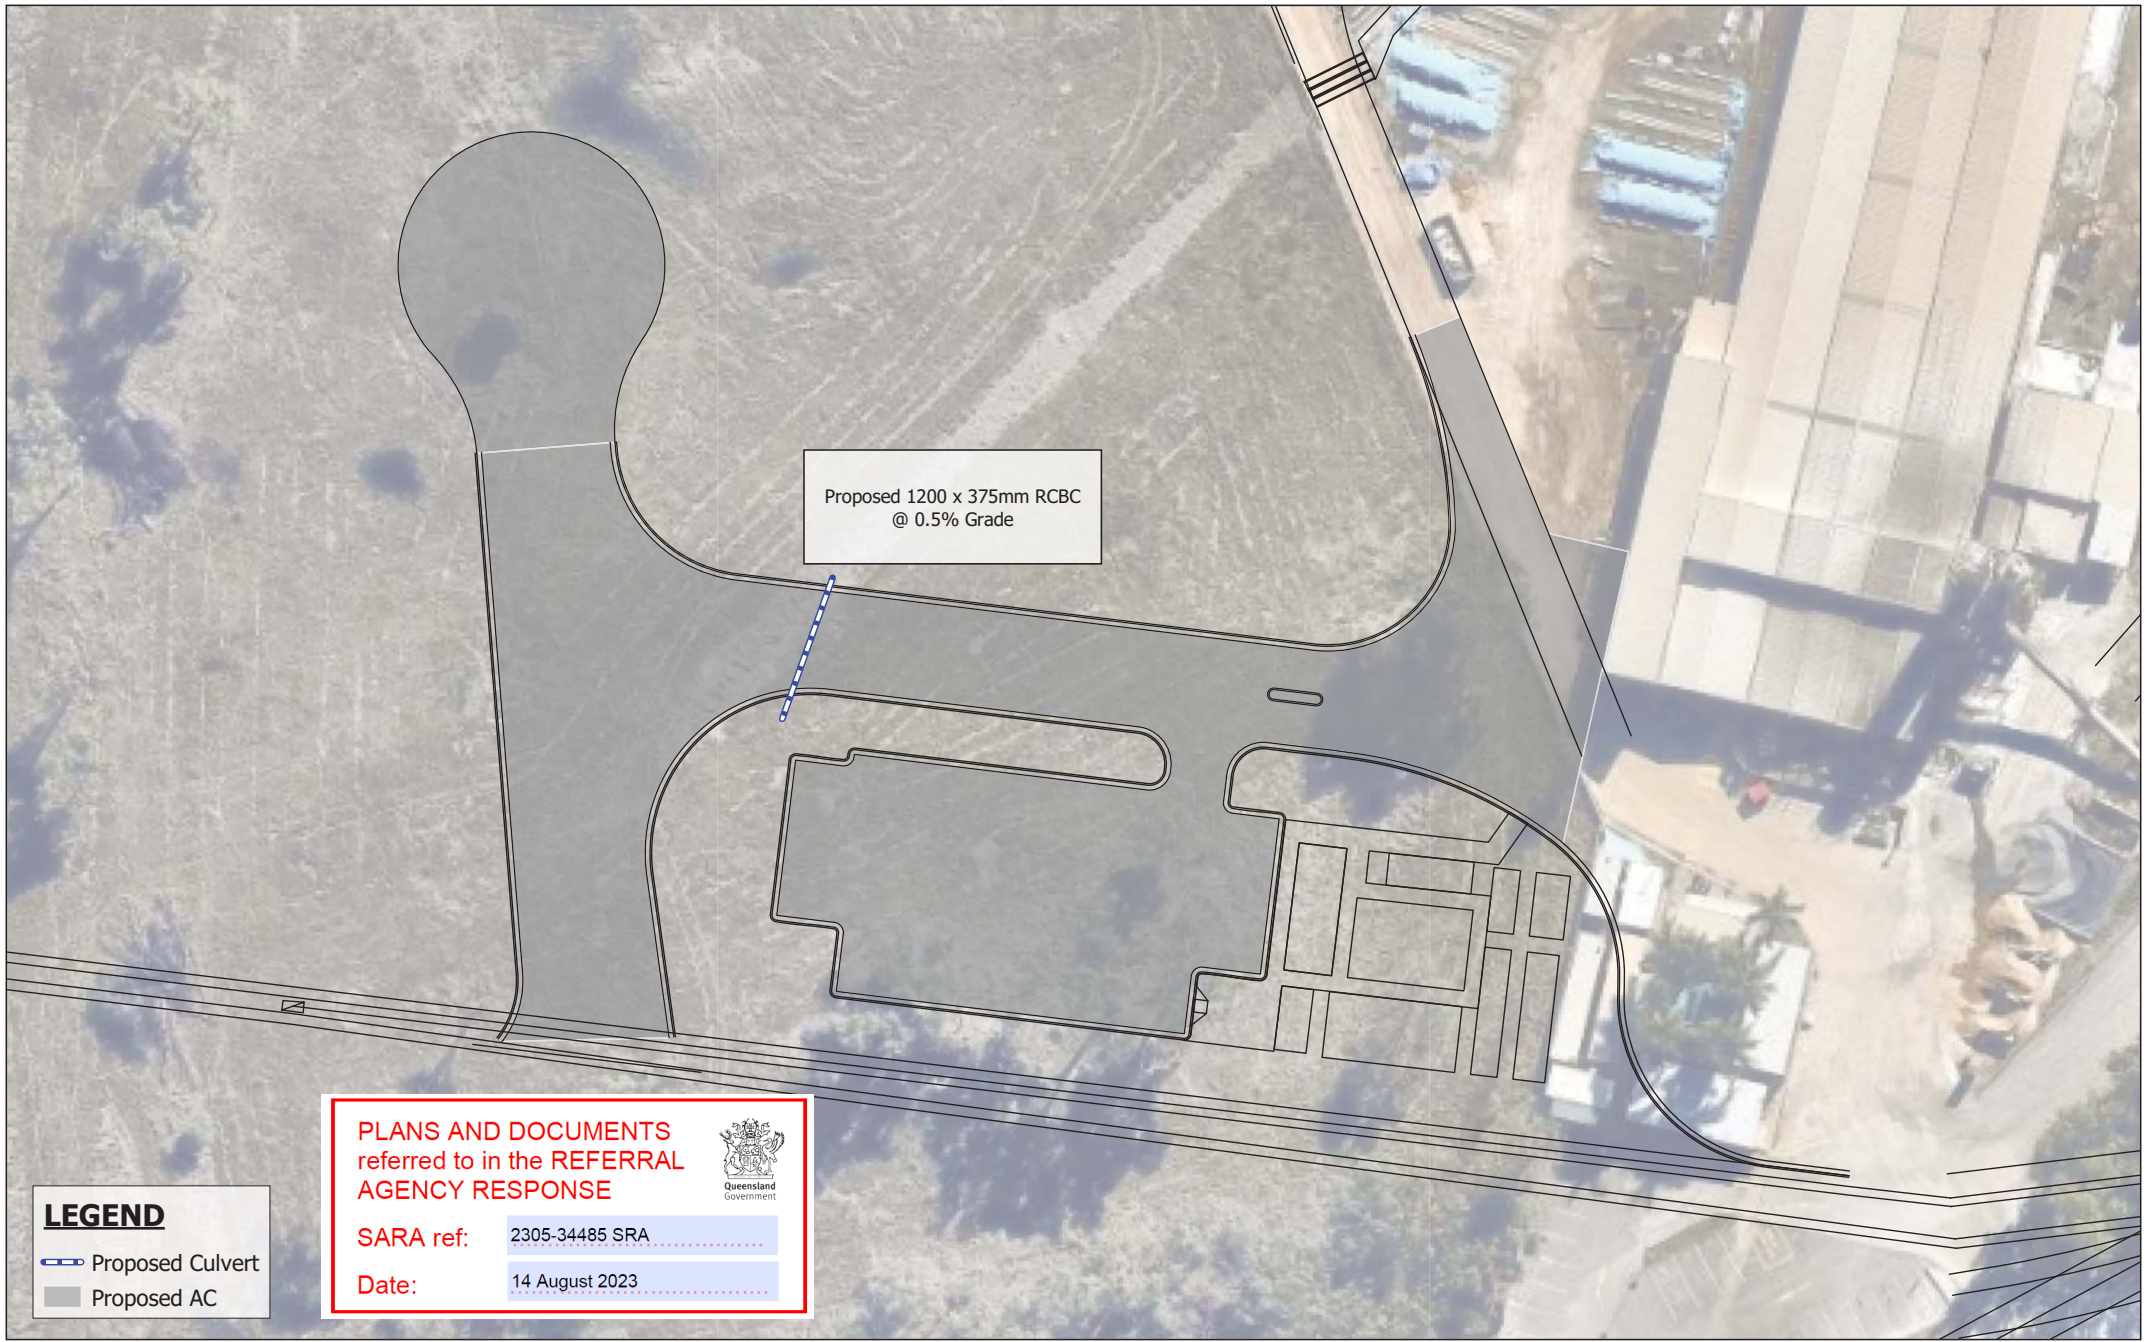 Proposed 1200 x 375mm RCBC
@ 0.5% Grade
PLANS AND DOCUMENTS
referred to in the REFERRAL
AGENCY RESPONSE
Queensland
Government
SARA ref:
2305-34485 SRA
Date:
14 August 2023
LEGEND
Proposed Culvert
Proposed AC